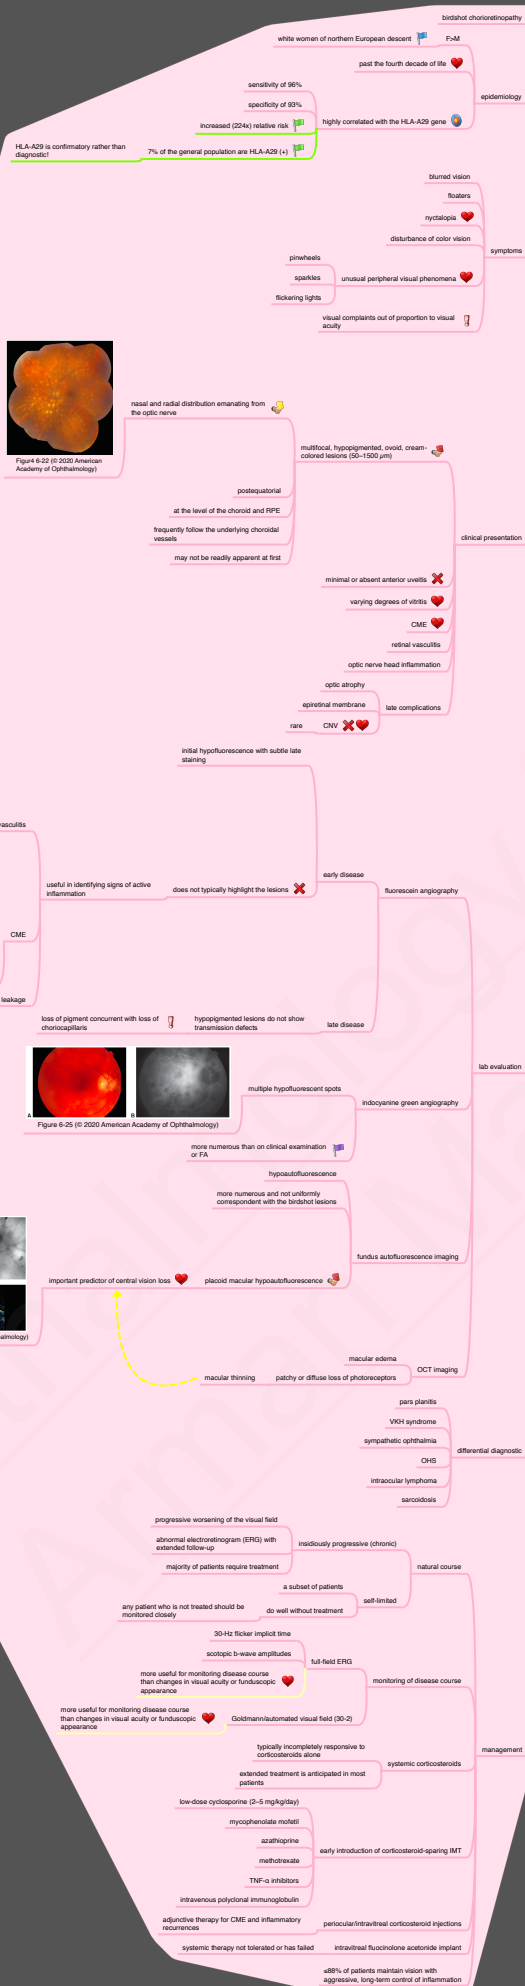 birdshot chorioretinopathy
white women of northern European descent
F>M
past the fourth decade of life
epidemiology
sensitivity of 96%
specificity of 93%
increased (224x) relative risk
highly correlated with the HLA-A29 gene
7% of the general population are HLA-A29 (+)
HLA-A29 is confirmatory rather than
diagnostic!
blurred vision
floaters
nyctalopia
disturbance of color vision
symptoms
pinwheels
sparkles
unusual peripheral visual phenomena
flickering lights
visual complaints out of proportion to visual
acuity
nasal and radial distribution emanating from
the optic nerve
Figur4 6-22 (© 2020 American
Academy of Ophthalmology)
multifocal, hypopigmented, ovoid, cream-
colored lesions (50–1500 µm)
postequatorial
at the level of the choroid and RPE
frequently follow the underlying choroidal
vessels
may not be readily apparent at first
clinical presentation
minimal or absent anterior uveitis
varying degrees of vitritis
CME
retinal vasculitis
optic nerve head inflammation
optic atrophy
epiretinal membrane
late complications
rare
CNV
initial hypofluorescence with subtle late
staining
asculitis
early disease
useful in identifying signs of active
inflammation
does not typically highlight the lesions
fluorescein angiography
CME
leakage
loss of pigment concurrent with loss of
choriocapillaris
hypopigmented lesions do not show
transmission defects
late disease
lab evaluation
A
B
Figure 6-25 (© 2020 American Academy of Ophthalmology)
multiple hypofluorescent spots
indocyanine green angiography
more numerous than on clinical examination
or FA
hypoautofluorescence
more numerous and not uniformly
correspondent with the birdshot lesions
fundus autofluorescence imaging
important predictor of central vision loss
placoid macular hypoautofluorescence
almology)
macular edema
OCT imaging
macular thinning
patchy or diffuse loss of photoreceptors
pars planitis
VKH syndrome
sympathetic ophthalmia
differential diagnostic
OHS
intraocular lymphoma
sarcoidosis
progressive worsening of the visual field
abnormal electroretinogram (ERG) with
extended follow-up
insidiously progressive (chronic)
majority of patients require treatment
natural course
a subset of patients
self-limited
any patient who is not treated should be
monitored closely
do well without treatment
30-Hz flicker implicit time
scotopic b-wave amplitudes
full-field ERG
more useful for monitoring disease course
than changes in visual acuity or funduscopic
appearance
monitoring of disease course
more useful for monitoring disease course
than changes in visual acuity or funduscopic
appearance
Goldmann/automated visual field (30-2)
management
typically incompletely responsive to
corticosteroids alone
systemic corticosteroids
extended treatment is anticipated in most
patients
low-dose cyclosporine (2–5 mg/kg/day)
mycophenolate mofetil
azathioprine
early introduction of corticosteroid-sparing IMT
methotrexate
TNF-α inhibitors
intravenous polyclonal immunoglobulin
adjunctive therapy for CME and inflammatory
recurrences
periocular/intravitreal corticosteroid injections
systemic therapy not tolerated or has failed
intravitreal fluocinolone acetonide implant
≤88% of patients maintain vision with
aggressive, long-term control of inflammation